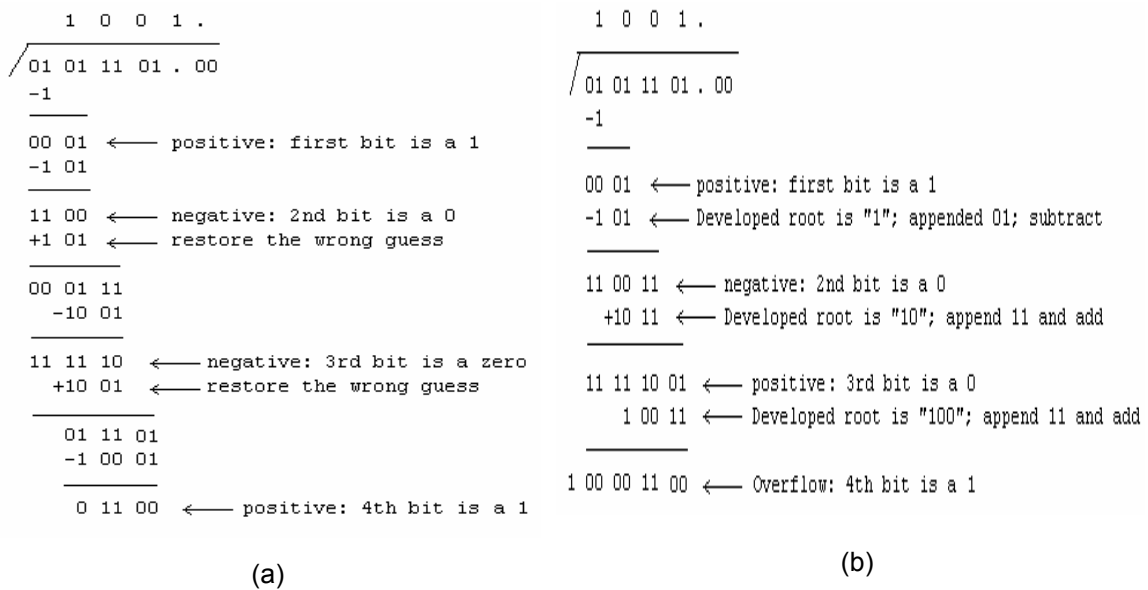 1 0 0 1 .
01 01 11 01 . 00
-1
00 01 ← positive: first bit is a 1
-1 01
11 00 ← negative: 2nd bit is a 0
+1 01 ← restore the wrong guess
00 01 11
-10 01
11 11 10 ← negative: 3rd bit is a zero
+10 01 ← restore the wrong guess
01 11 01
-1 00 01
0 11 00 ← positive: 4th bit is a 1
(a)
1 0 0 1 .
01 01 11 01 . 00
-1
00 01 ← positive: first bit is a 1
-1 01 ← Developed root is "1"; appended 01; subtract
11 00 11 ← negative: 2nd bit is a 0
+10 11 ← Developed root is "10"; append 11 and add
11 11 10 01 ← positive: 3rd bit is a 0
1 00 11 ← Developed root is "100"; append 11 and add
1 00 00 11 00 ← Overflow: 4th bit is a 1
(b)